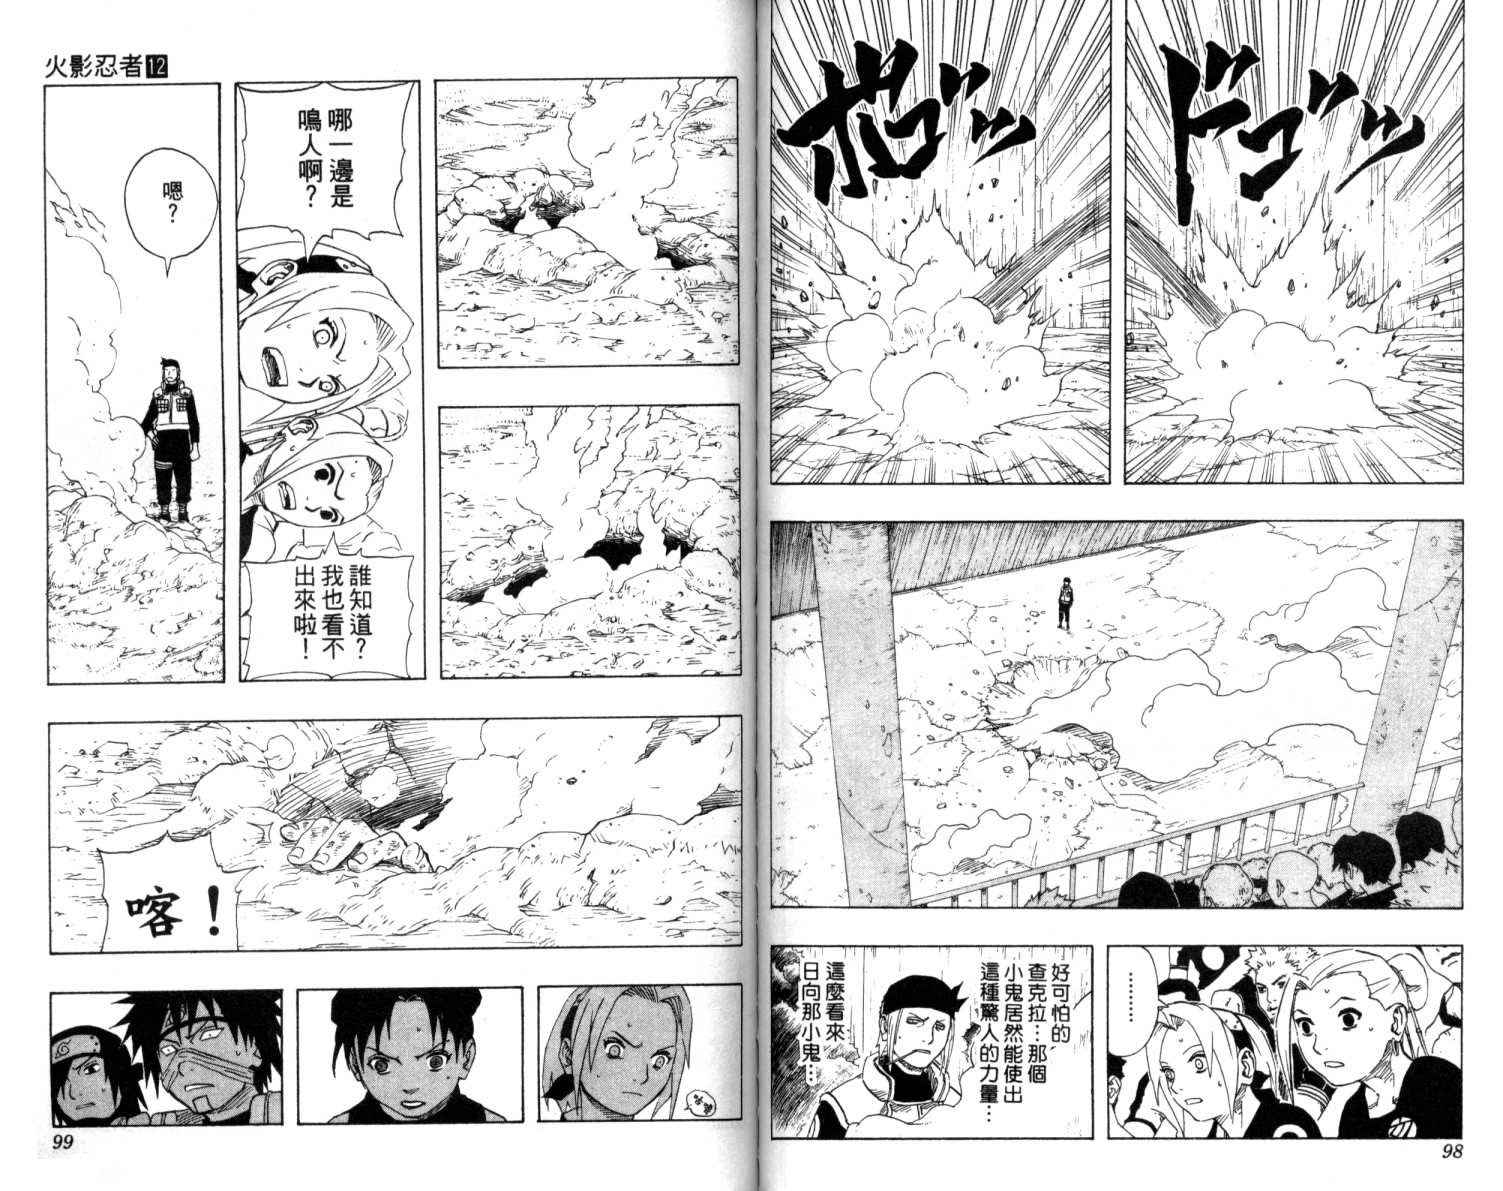 ドゴッッ
ボゴッッ
………
好可怕的
查克拉…那個
小鬼居然能使出
這種驚人的力量…
這麼看來
日向那小鬼…
98
火影忍者12
哪一邊是
鳴人啊？
誰知道？
我也看不
出來啦！
嗯？
喀！
99